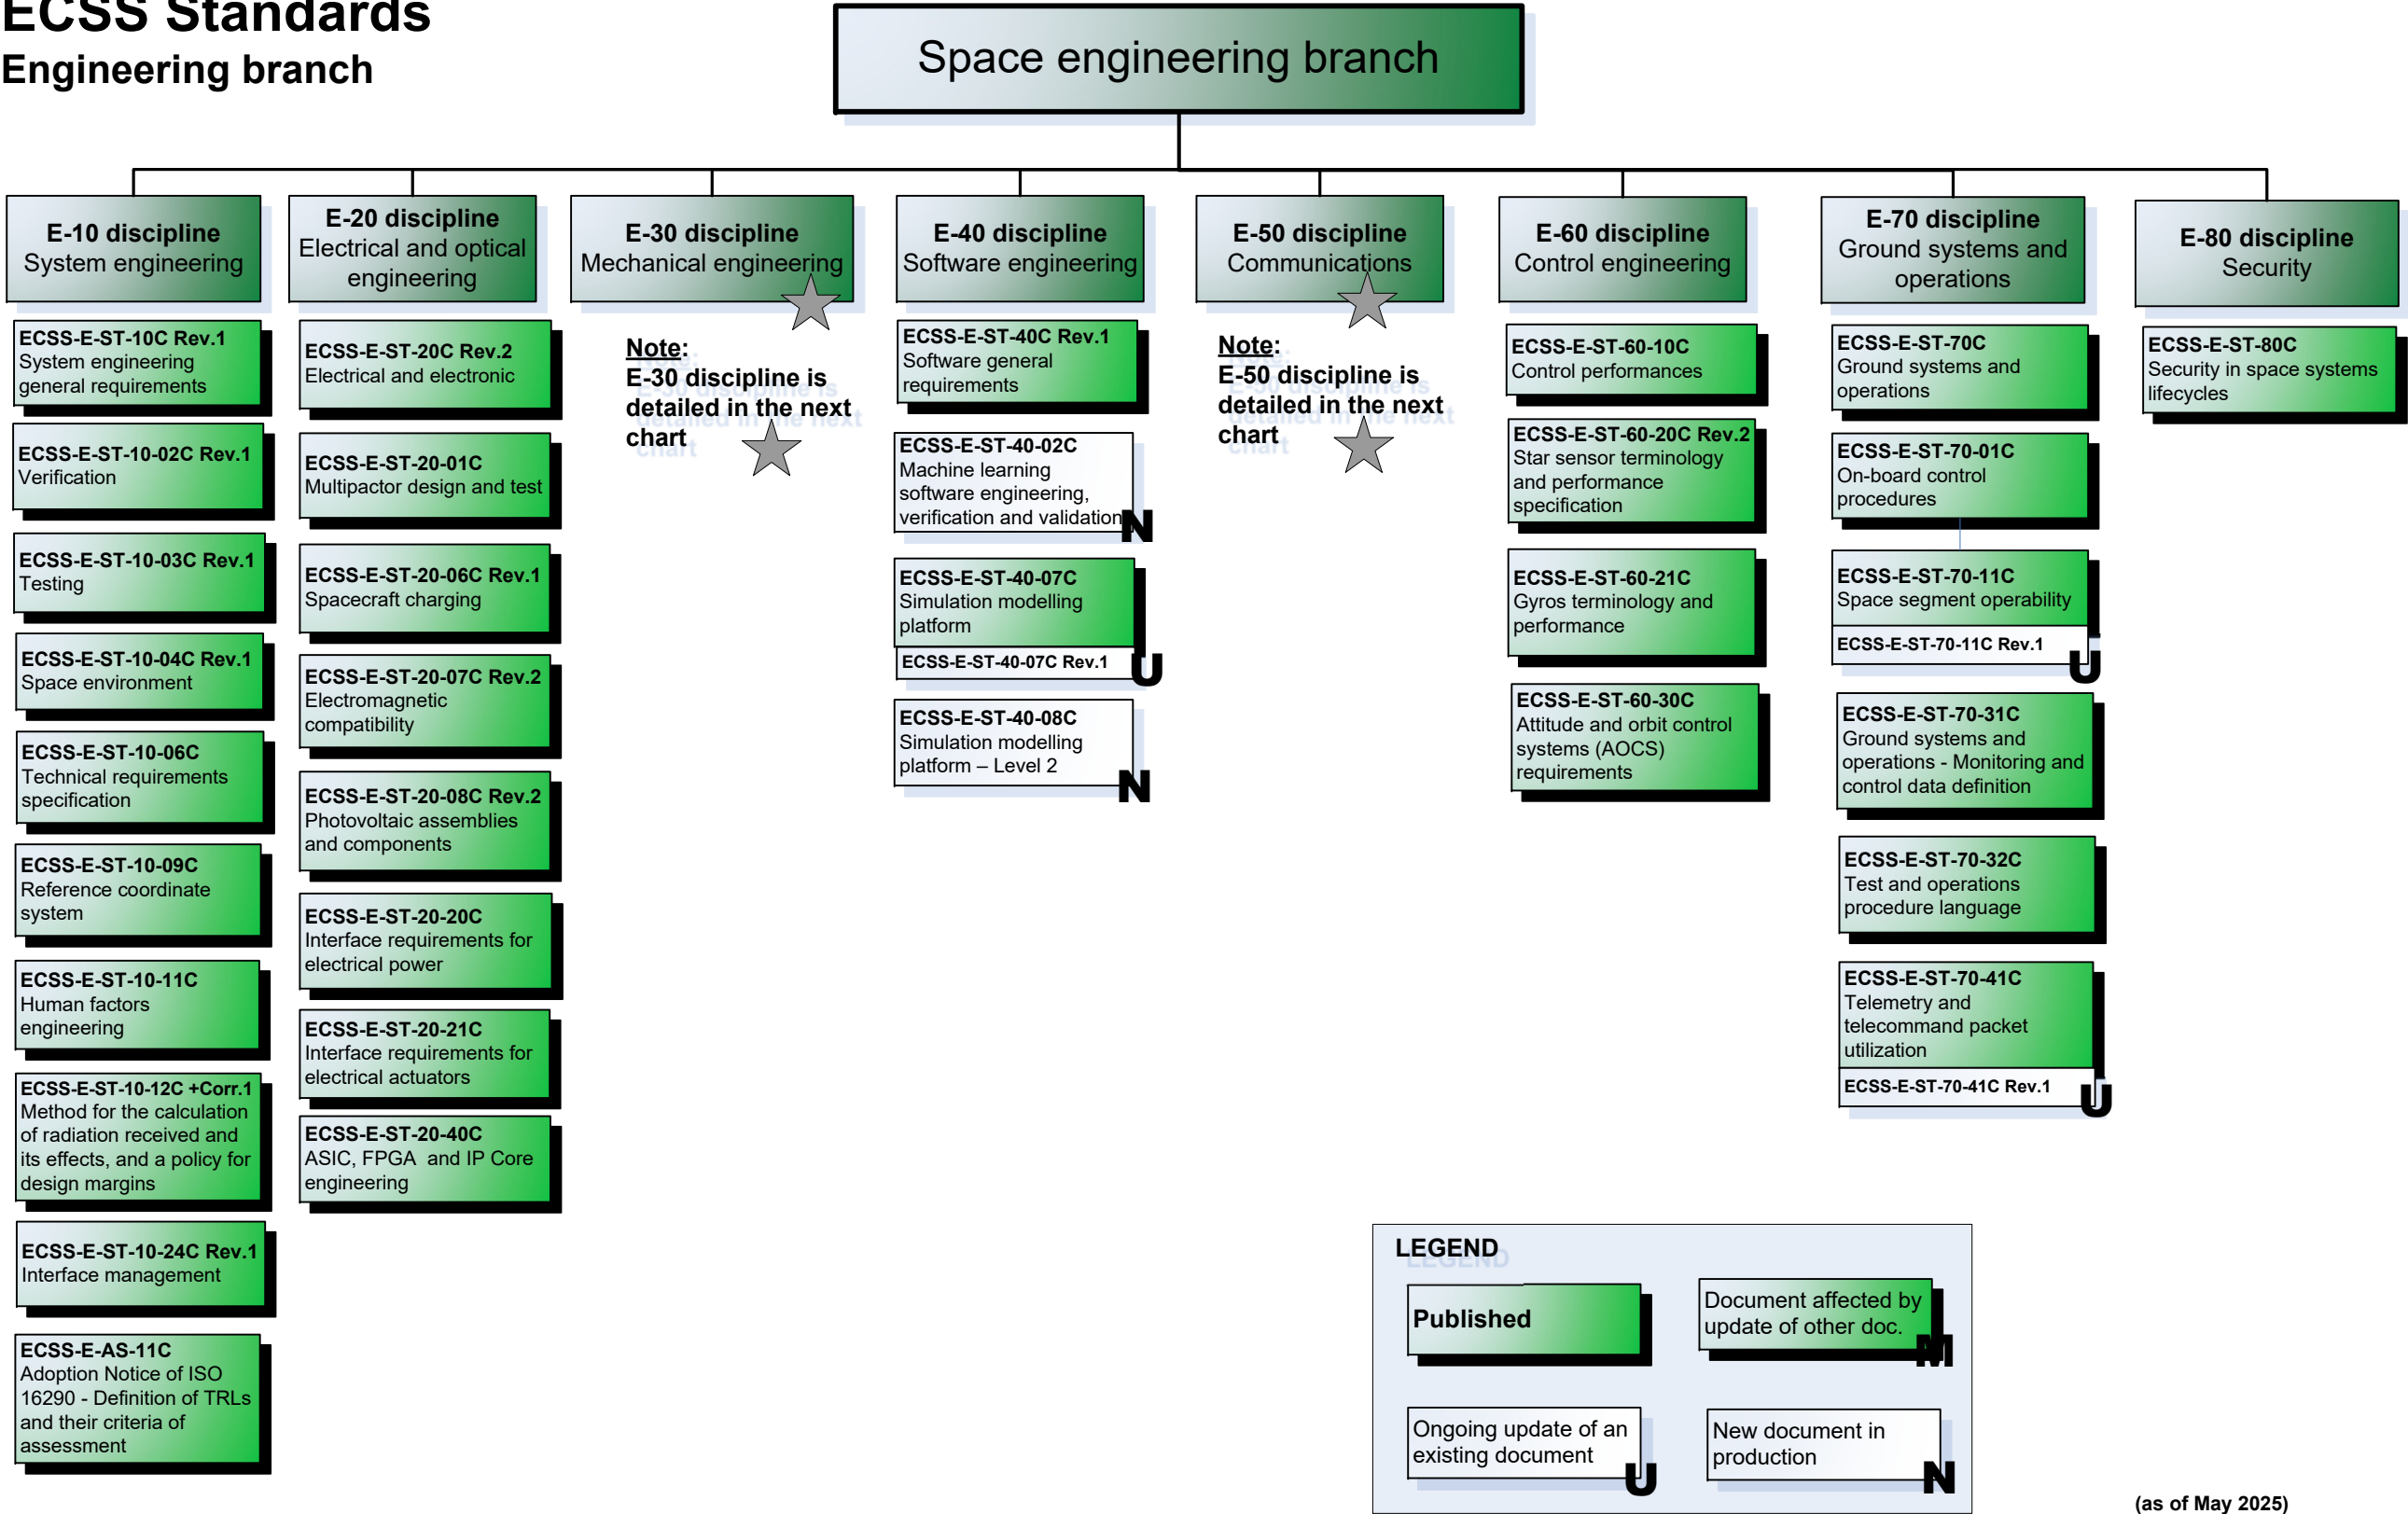 ECSS Standards
Engineering branch
Space engineering branch
E-10 discipline
System engineering
ECSS-E-ST-10C Rev.1
System engineering
general requirements
ECSS-E-ST-10-02C Rev.1
Verification
ECSS-E-ST-10-03C Rev.1
Testing
ECSS-E-ST-10-04C Rev.1
Space environment
ECSS-E-ST-10-06C
Technical requirements
specification
ECSS-E-ST-10-09C
Reference coordinate
system
ECSS-E-ST-10-11C
Human factors
engineering
ECSS-E-ST-10-12C +Corr.1
Method for the calculation
of radiation received and
its effects, and a policy for
design margins
ECSS-E-ST-10-24C Rev.1
Interface management
ECSS-E-AS-11C
Adoption Notice of ISO
16290 - Definition of TRLs
and their criteria of
assessment
E-20 discipline
Electrical and optical
engineering
ECSS-E-ST-20C Rev.2
Electrical and electronic
ECSS-E-ST-20-01C
Multipactor design and test
ECSS-E-ST-20-06C Rev.1
Spacecraft charging
ECSS-E-ST-20-07C Rev.2
Electromagnetic
compatibility
ECSS-E-ST-20-08C Rev.2
Photovoltaic assemblies
and components
ECSS-E-ST-20-20C
Interface requirements for
electrical power
ECSS-E-ST-20-21C
Interface requirements for
electrical actuators
ECSS-E-ST-20-40C
ASIC, FPGA and IP Core
engineering
E-30 discipline
Mechanical engineering
Note:
E-30 discipline is
detailed in the next
chart
E-40 discipline
Software engineering
ECSS-E-ST-40C Rev.1
Software general
requirements
ECSS-E-ST-40-02C
Machine learning
software engineering,
verification and validation
N
ECSS-E-ST-40-07C
Simulation modelling
platform
ECSS-E-ST-40-07C Rev.1
U
ECSS-E-ST-40-08C
Simulation modelling
platform – Level 2
N
E-50 discipline
Communications
Note:
E-50 discipline is
detailed in the next
chart
E-60 discipline
Control engineering
ECSS-E-ST-60-10C
Control performances
ECSS-E-ST-60-20C Rev.2
Star sensor terminology
and performance
specification
ECSS-E-ST-60-21C
Gyros terminology and
performance
ECSS-E-ST-60-30C
Attitude and orbit control
systems (AOCS)
requirements
E-70 discipline
Ground systems and
operations
ECSS-E-ST-70C
Ground systems and
operations
ECSS-E-ST-70-01C
On-board control
procedures
ECSS-E-ST-70-11C
Space segment operability
ECSS-E-ST-70-11C Rev.1
U
ECSS-E-ST-70-31C
Ground systems and
operations - Monitoring and
control data definition
ECSS-E-ST-70-32C
Test and operations
procedure language
ECSS-E-ST-70-41C
Telemetry and
telecommand packet
utilization
ECSS-E-ST-70-41C Rev.1
U
E-80 discipline
Security
ECSS-E-ST-80C
Security in space systems
lifecycles
LEGEND
Published
Document affected by
update of other doc.
M
Ongoing update of an
existing document
U
New document in
production
N
(as of May 2025)